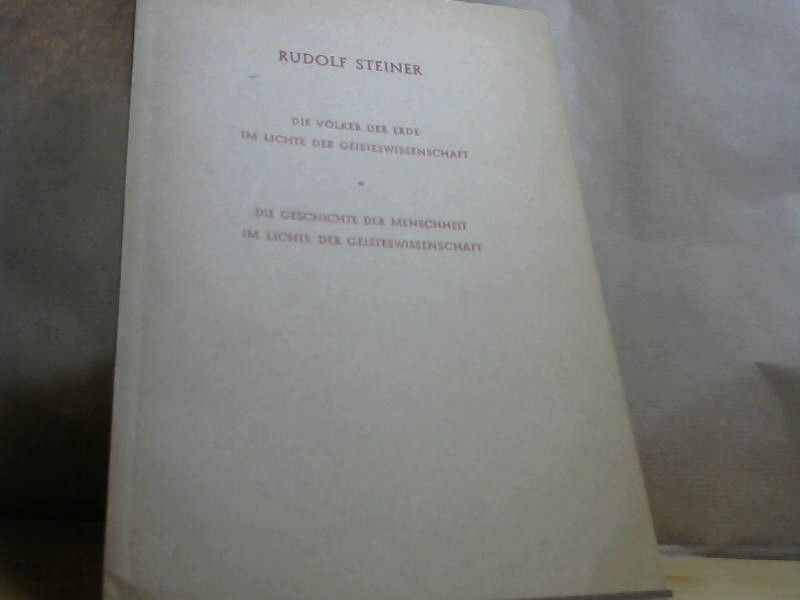 RUDOLF STEINER
DIE VÖLKER DER ERDE
IM LICHTE DER GEISTESWISSENSCHAFT
*
DIE GESCHICHTE DER MENSCHHEIT
IM LICHTE DER GEISTESWISSENSCHAFT